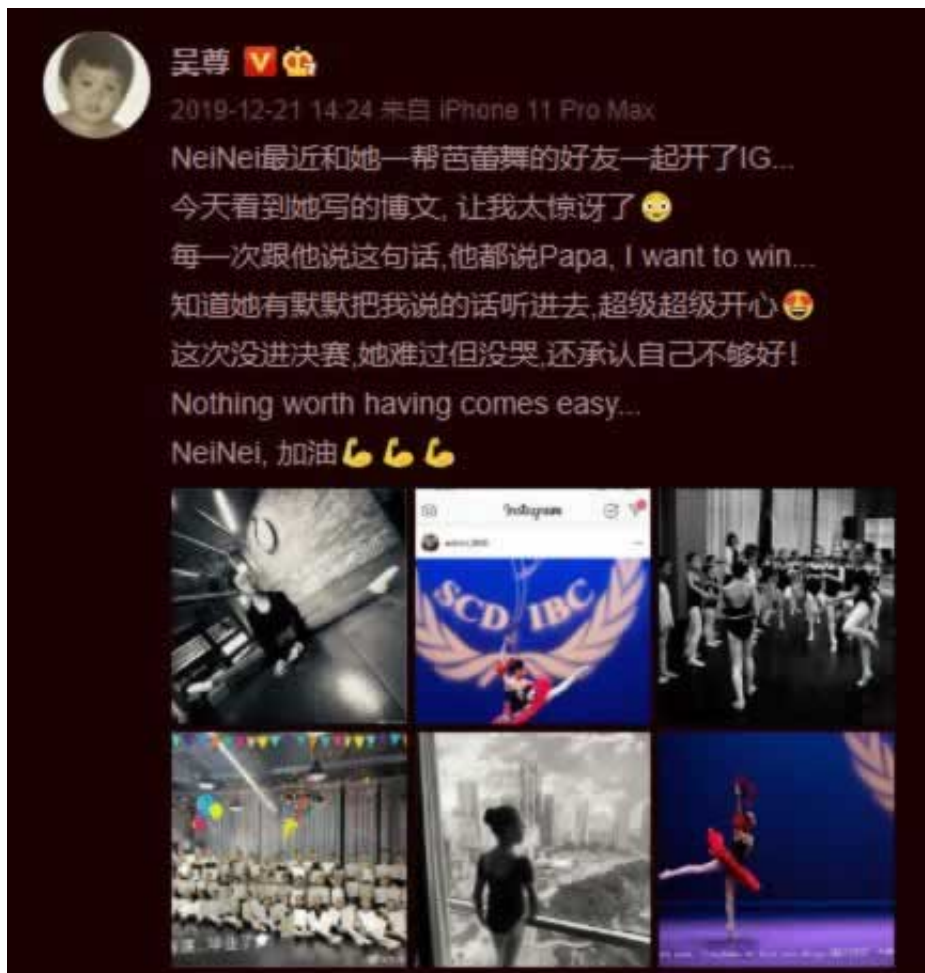 吴尊
2019-12-21 14:24 来自 iPhone 11 Pro Max
NeiNei最近和她一帮芭蕾舞的好友一起开了IG...
今天看到她写的博文, 让我太惊讶了
每一次跟他说这句话,他都说Papa, I want to win...
知道她有默默把我说的话听进去,超级超级开心
这次没进决赛,她难过但没哭,还承认自己不够好!
Nothing worth having comes easy...
NeiNei, 加油
Instagram
SCD IBC